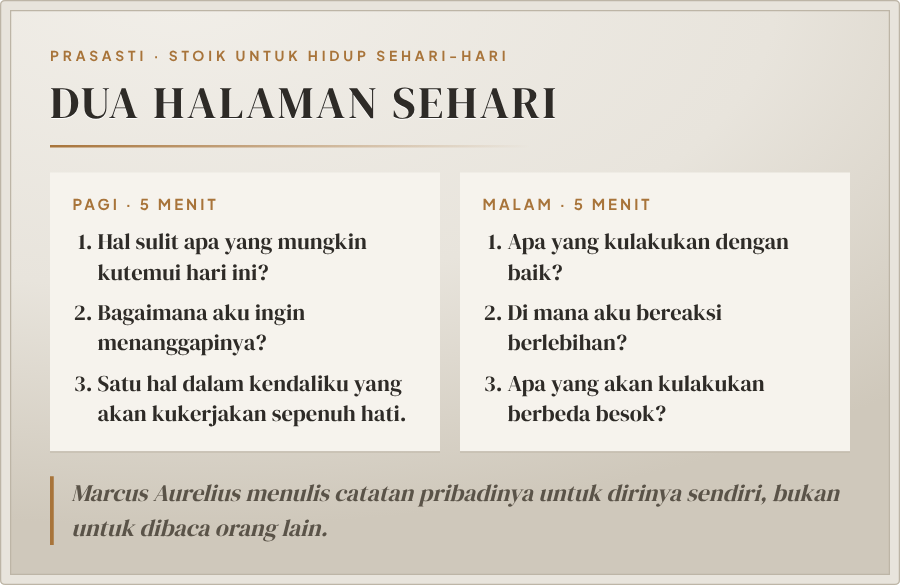 PRASASTI · STOIK UNTUK HIDUP SEHARI-HARI
DUA HALAMAN SEHARI
PAGI · 5 MENIT
1. Hal sulit apa yang mungkin
kutemui hari ini?
2. Bagaimana aku ingin
menanggapinya?
3. Satu hal dalam kendaliku yang
akan kukerjakan sepenuh hati.
MALAM · 5 MENIT
1. Apa yang kulakukan dengan
baik?
2. Di mana aku bereaksi
berlebihan?
3. Apa yang akan kulakukan
berbeda besok?
Marcus Aurelius menulis catatan pribadinya untuk dirinya sendiri, bukan
untuk dibaca orang lain.